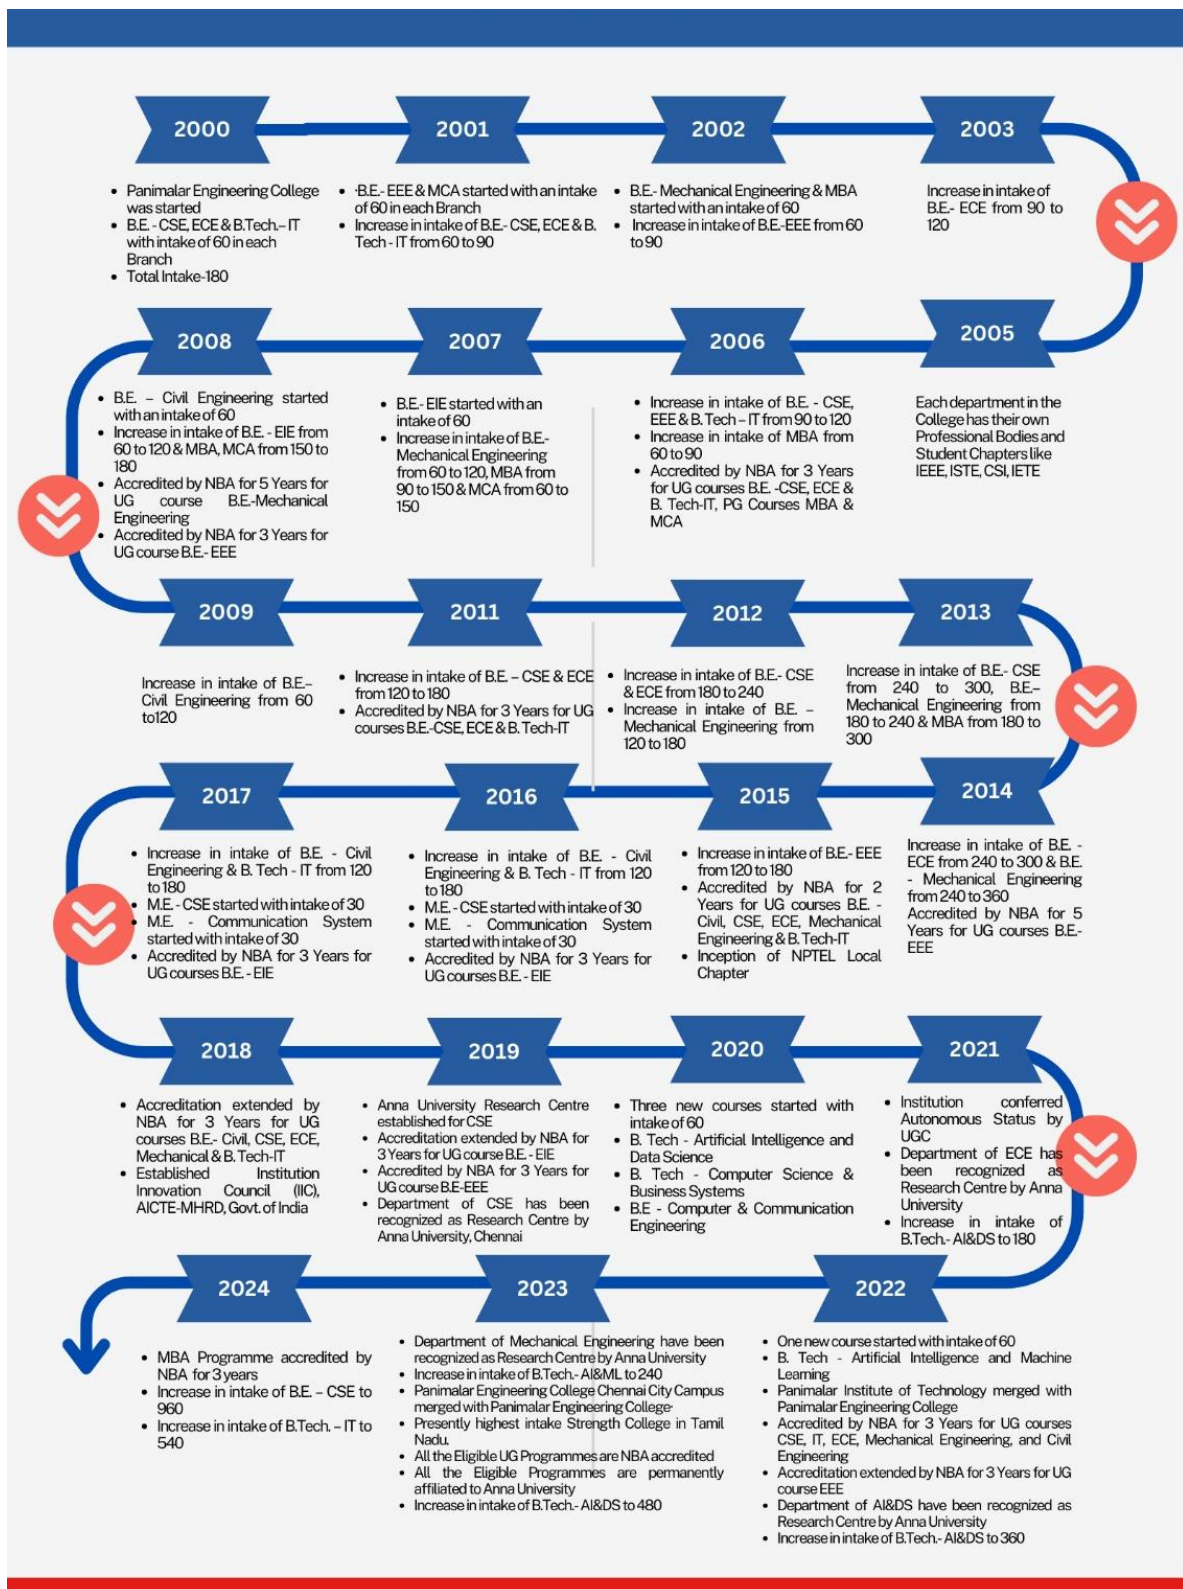 2000
• Panimalar Engineering College
was started
• B.E. - CSE, ECE & B.Tech.– IT
with intake of 60 in each
Branch
• Total Intake-180
2001
• ·B.E.- EEE & MCA started with an intake
of 60 in each Branch
• Increase in intake of B.E.- CSE, ECE & B.
Tech - IT from 60 to 90
2002
• B.E.- Mechanical Engineering & MBA
started with an intake of 60
• Increase in intake of B.E.-EEE from 60
to 90
2003
Increase in intake of
B.E.- ECE from 90 to
120
2005
Each department in the
College has their own
Professional Bodies and
Student Chapters like
IEEE, ISTE, CSI, IETE
2006
• Increase in intake of B.E. - CSE,
EEE & B. Tech – IT from 90 to 120
• Increase in intake of MBA from
60 to 90
• Accredited by NBA for 3 Years
for UG courses B.E. -CSE, ECE &
B. Tech-IT, PG Courses MBA &
MCA
2007
• B.E.- EIE started with an
intake of 60
• Increase in intake of B.E.-
Mechanical Engineering
from 60 to 120, MBA from
90 to 150 & MCA from 60 to
150
2008
• B.E. – Civil Engineering started
with an intake of 60
• Increase in intake of B.E. - EIE from
60 to 120 & MBA, MCA from 150 to
180
• Accredited by NBA for 5 Years for
UG course B.E.-Mechanical
Engineering
• Accredited by NBA for 3 Years for
UG course B.E.- EEE
2009
Increase in intake of B.E.–
Civil Engineering from 60
to120
2011
• Increase in intake of B.E. – CSE & ECE
from 120 to 180
• Accredited by NBA for 3 Years for UG
courses B.E.-CSE, ECE & B. Tech-IT
2012
• Increase in intake of B.E.- CSE
& ECE from 180 to 240
• Increase in intake of B.E. –
Mechanical Engineering from
120 to 180
2013
Increase in intake of B.E.- CSE
from 240 to 300, B.E.–
Mechanical Engineering from
180 to 240 & MBA from 180 to
300
2014
Increase in intake of B.E. -
ECE from 240 to 300 & B.E.
- Mechanical Engineering
from 240 to 360
Accredited by NBA for 5
Years for UG courses B.E.-
EEE
2015
• Increase in intake of B.E.- EEE
from 120 to 180
• Accredited by NBA for 2
Years for UG courses B.E. -
Civil, CSE, ECE, Mechanical
Engineering & B. Tech-IT
• Inception of NPTEL Local
Chapter
2016
• Increase in intake of B.E. - Civil
Engineering & B. Tech - IT from 120
to 180
• M.E. - CSE started with intake of 30
• M.E. - Communication System
started with intake of 30
• Accredited by NBA for 3 Years for
UG courses B.E. - EIE
2017
• Increase in intake of B.E. - Civil
Engineering & B. Tech - IT from 120
to 180
• M.E. - CSE started with intake of 30
• M.E. - Communication System
started with intake of 30
• Accredited by NBA for 3 Years for
UG courses B.E. - EIE
2018
• Accreditation extended by
NBA for 3 Years for UG
courses B.E.- Civil, CSE, ECE,
Mechanical & B. Tech-IT
• Established Institution
Innovation Council (IIC),
AICTE-MHRD, Govt. of India
2019
• Anna University Research Centre
established for CSE
• Accreditation extended by NBA for
3 Years for UG course B.E. - EIE
• Accredited by NBA for 3 Years for
UG course B.E-EEE
• Department of CSE has been
recognized as Research Centre by
Anna University, Chennai
2020
• Three new courses started with
intake of 60
• B. Tech - Artificial Intelligence and
Data Science
• B. Tech - Computer Science &
Business Systems
• B.E - Computer & Communication
Engineering
2021
• Institution conferred
Autonomous Status by
UGC
• Department of ECE has
been recognized as
Research Centre by Anna
University
• Increase in intake of
B.Tech.- AI&DS to 180
2022
• One new course started with intake of 60
• B. Tech - Artificial Intelligence and Machine
Learning
• Panimalar Institute of Technology merged with
Panimalar Engineering College
• Accredited by NBA for 3 Years for UG courses
CSE, IT, ECE, Mechanical Engineering, and Civil
Engineering
• Accreditation extended by NBA for 3 Years for UG
course EEE
• Department of AI&DS have been recognized as
Research Centre by Anna University
• Increase in intake of B.Tech.- AI&DS to 360
2023
• Department of Mechanical Engineering have been
recognized as Research Centre by Anna University
• Increase in intake of B.Tech.- AI&ML to 240
• Panimalar Engineering College Chennai City Campus
merged with Panimalar Engineering College·
• Presently highest intake Strength College in Tamil
Nadu.
• All the Eligible UG Programmes are NBA accredited
• All the Eligible Programmes are permanently
affiliated to Anna University
• Increase in intake of B.Tech.- AI&DS to 480
2024
• MBA Programme accredited by
NBA for 3 years
• Increase in intake of B.E. – CSE to
960
• Increase in intake of B.Tech. – IT to
540